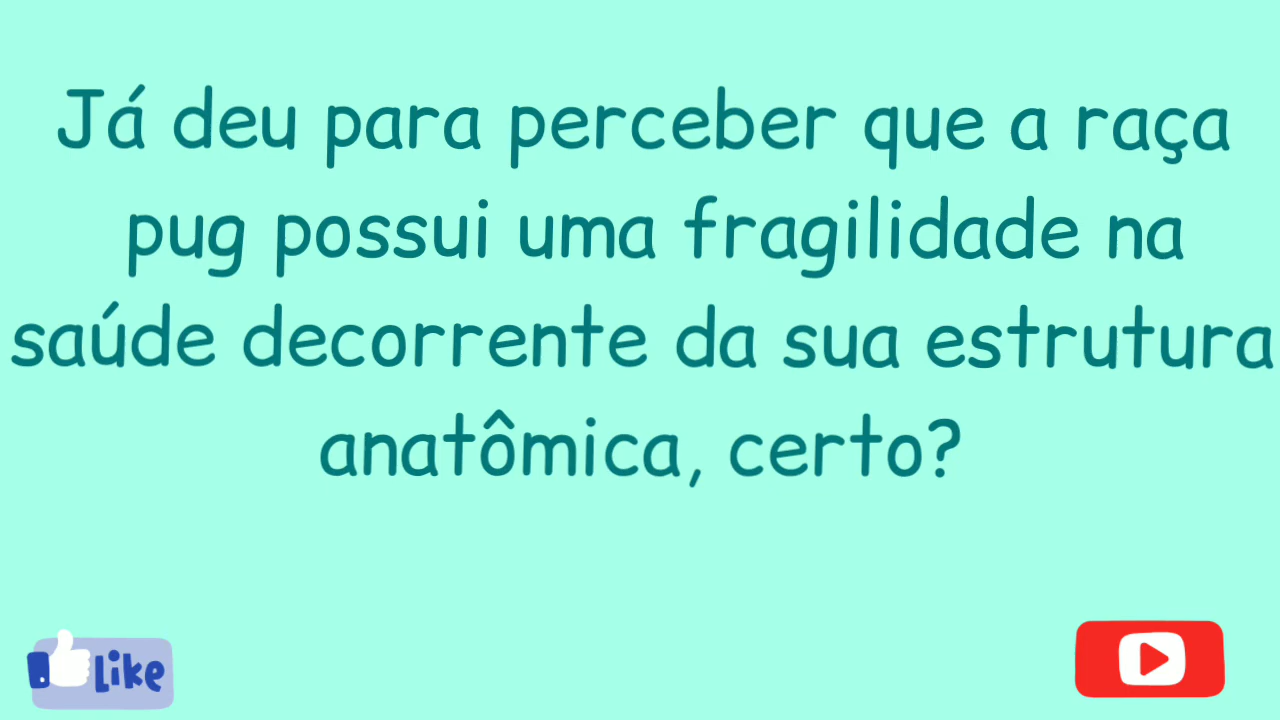 Já deu para perceber que a raça
pug possui uma fragilidade na
saúde decorrente da sua estrutura
anatômica, certo?
Like